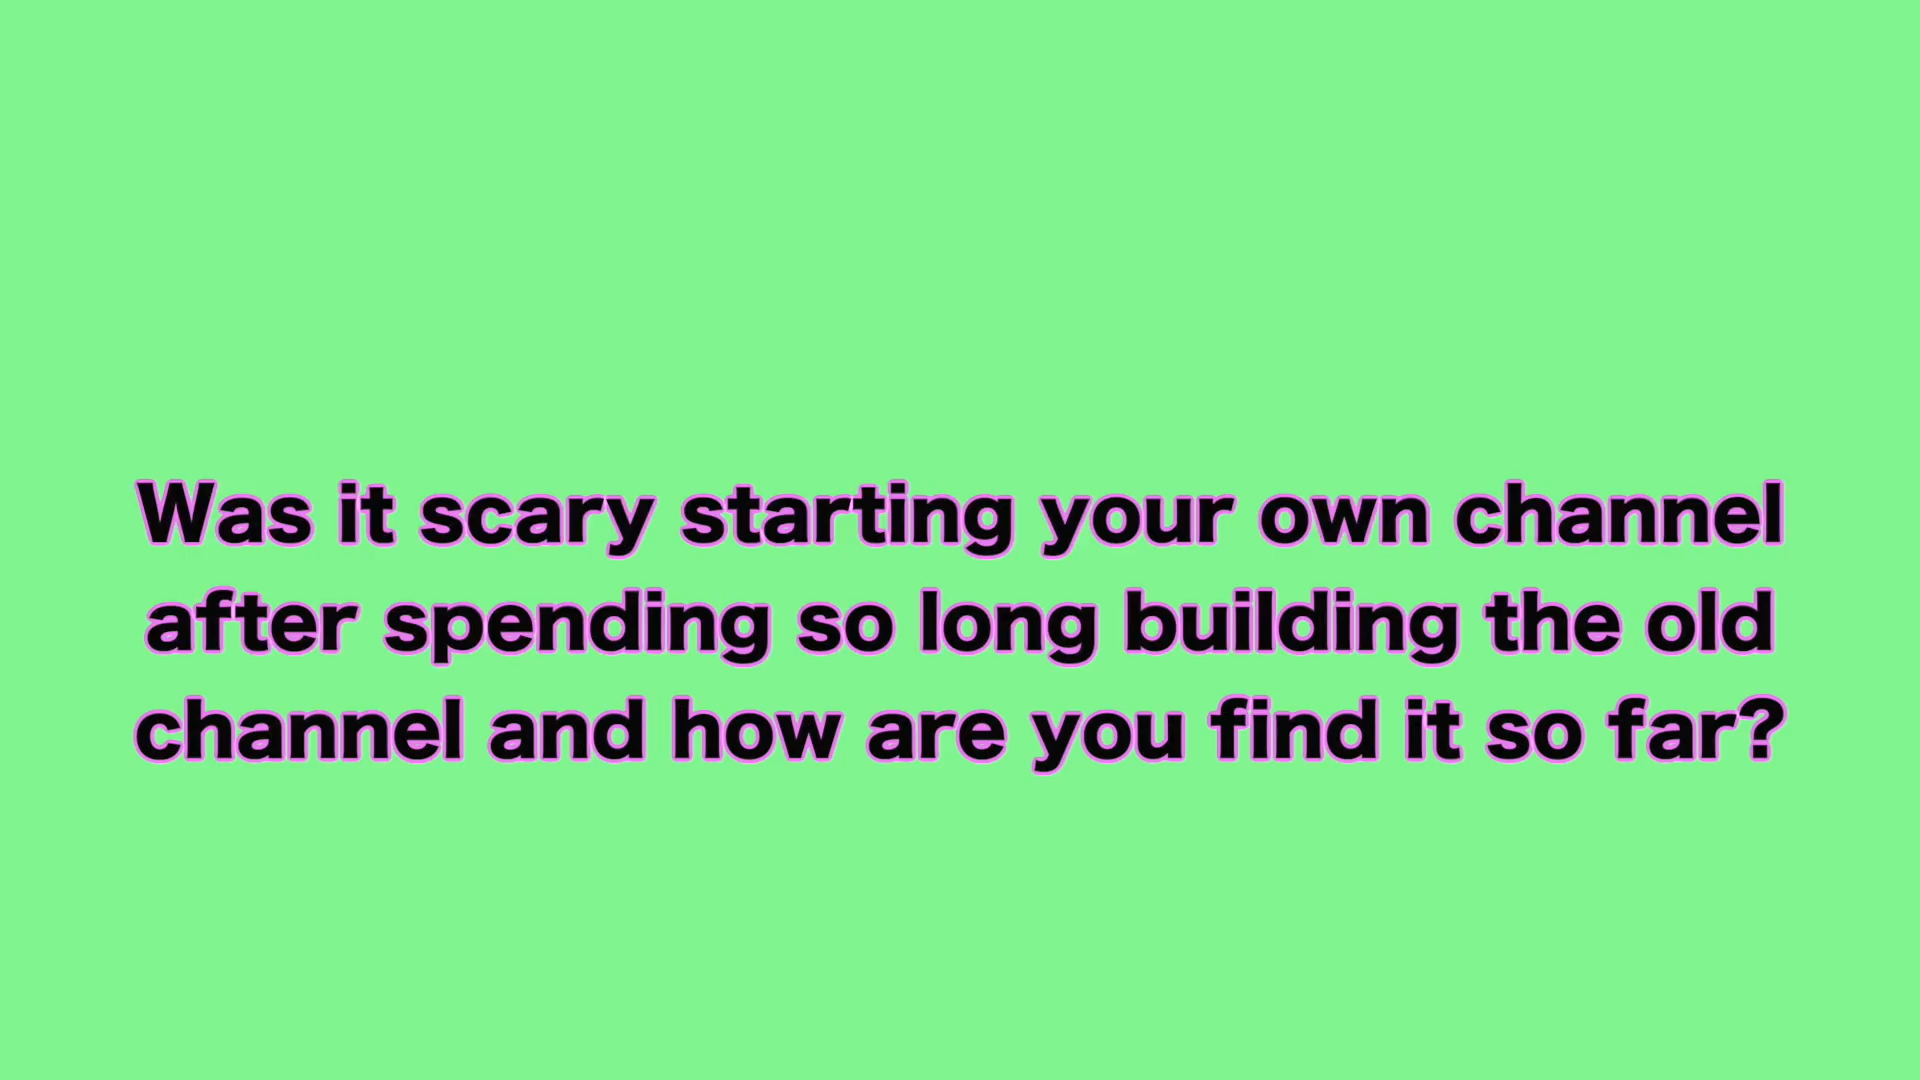 Was it scary starting your own channel
after spending so long building the old
channel and how are you find it so far?